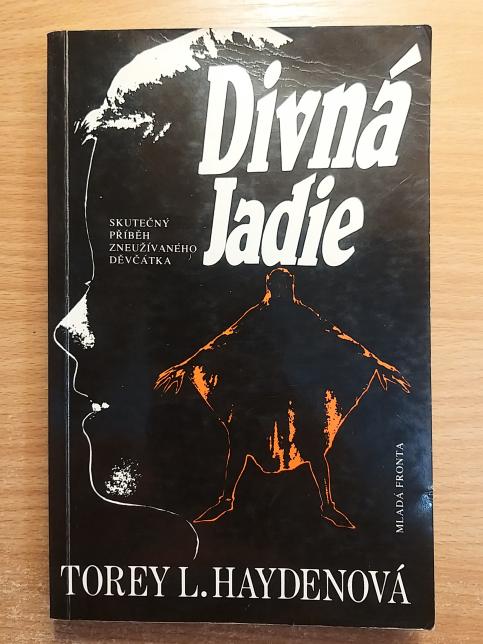 Divná
Jadie
SKUTEČNÝ
PŘÍBĚH
ZNEUŽÍVANÉHO
DĚVČÁTKA
MLADÁ FRONTA
TOREY L. HAYDENOVÁ